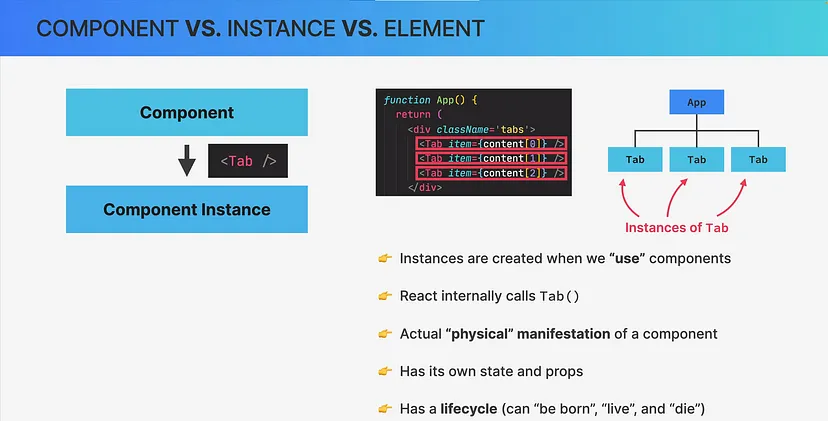 COMPONENT VS. INSTANCE VS. ELEMENT
Component
<Tab />
Component Instance
function App() {
return (
<div className='tabs'>
<Tab item={content[0]} />
<Tab item={content[1]} />
<Tab item={content[2]} />
</div>
App
Tab Tab Tab
Instances of Tab
👉 Instances are created when we “use” components
👉 React internally calls Tab()
👉 Actual “physical” manifestation of a component
👉 Has its own state and props
👉 Has a lifecycle (can “be born”, “live”, and “die”)